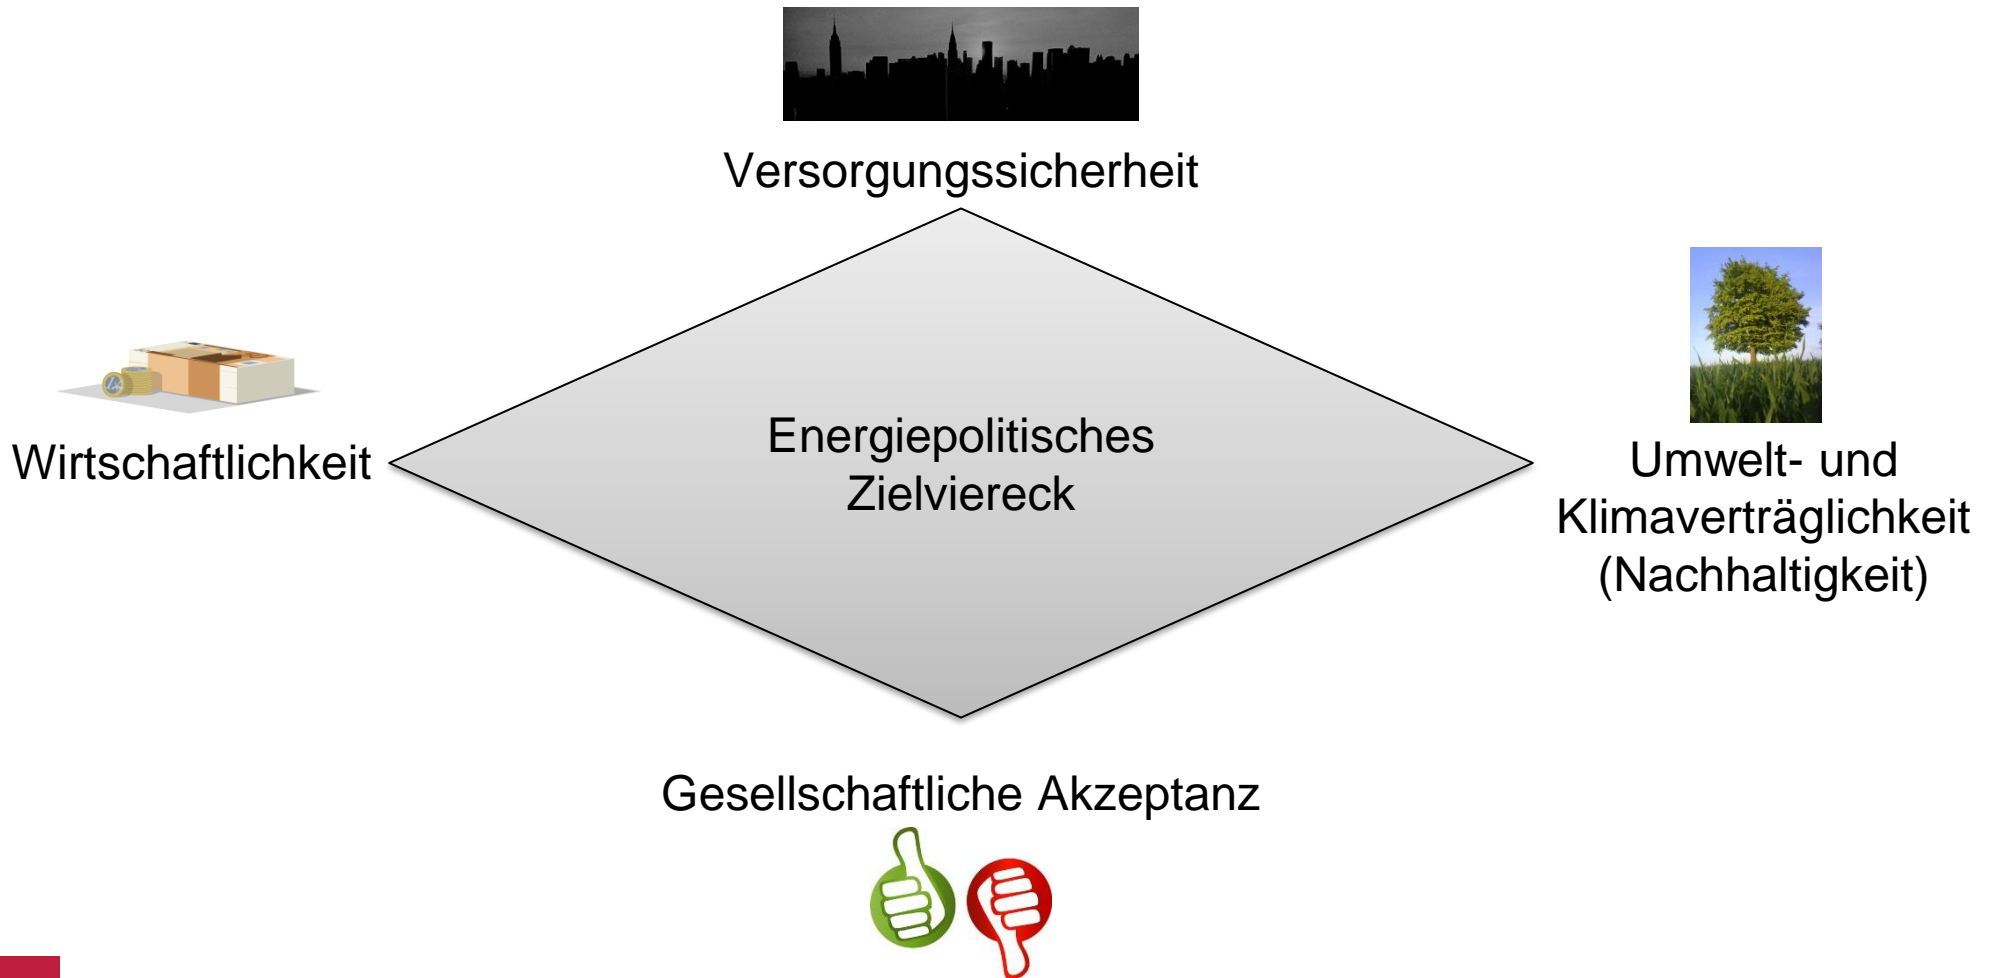 Versorgungssicherheit
Wirtschaftlichkeit
Energiepolitisches
Zielviereck
Umwelt- und
Klimaverträglichkeit
(Nachhaltigkeit)
Gesellschaftliche Akzeptanz